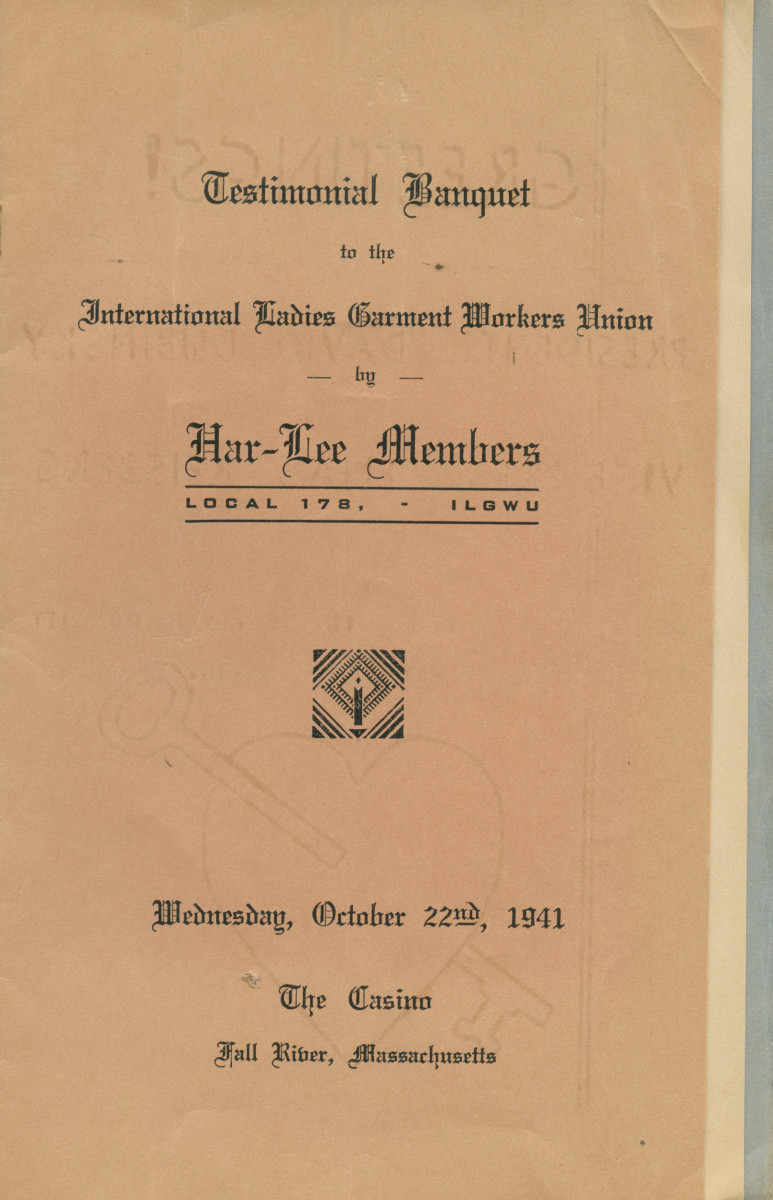 Testimonial Banquet
to the
International Ladies Garment Workers Union
— by —
Har-Lee Members
LOCAL 178, - ILGWU
Wednesday, October 22nd, 1941
The Casino
Fall River, Massachusetts